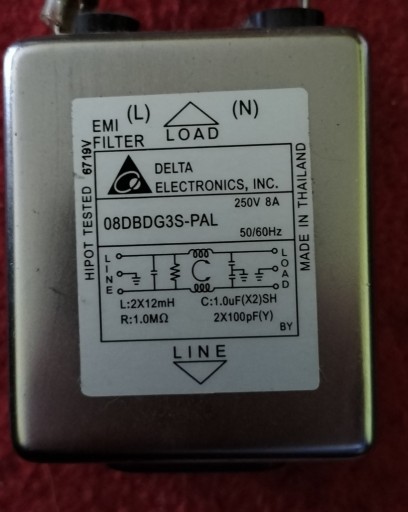 (L) (N)
EMI
FILTER
LOAD
HIPOT TESTED 6719V
DELTA
ELECTRONICS, INC.
MADE IN THAILAND
250V 8A
08DBDG3S-PAL
50/60Hz
LINE
LOAD
L:2X12mH C:1.0uF(X2)SH
R:1.0MΩ 2X100pF(Y)
BY
LINE